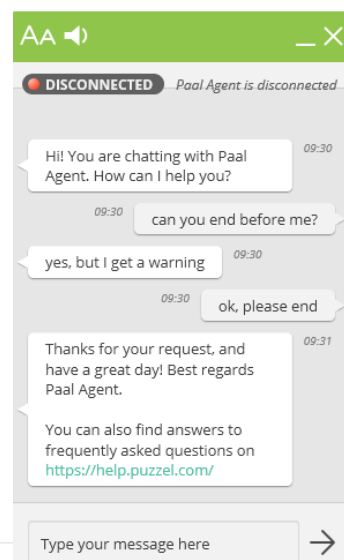 AA
DISCONNECTED Paal Agent is disconnected
09:30
Hi! You are chatting with Paal
Agent. How can I help you?
09:30
can you end before me?
yes, but I get a warning
09:30
09:30
ok, please end
09:31
Thanks for your request, and
have a great day! Best regards
Paal Agent.
You can also find answers to
frequently asked questions on
https://help.puzzel.com/
Type your message here